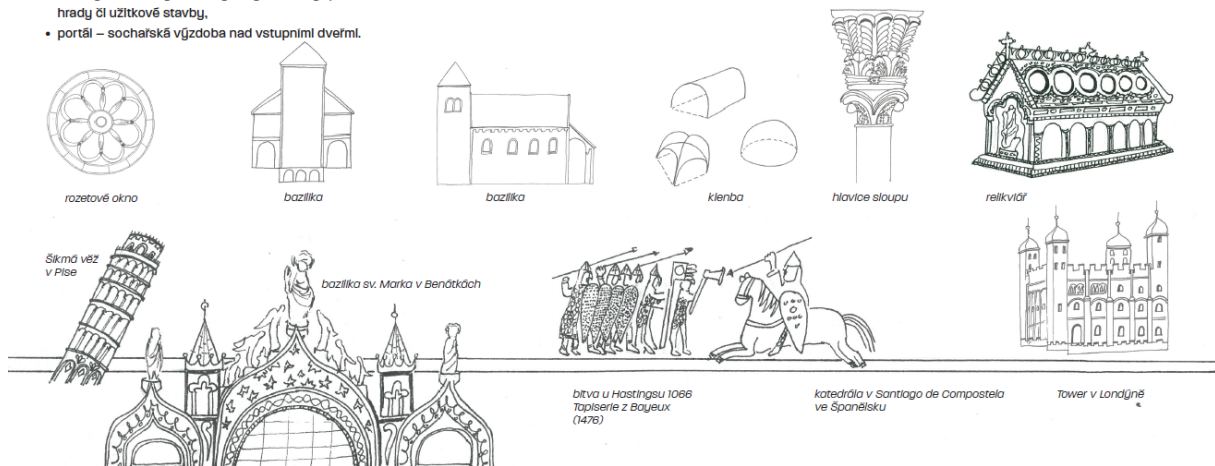 hrady či užitkové stavby,
• portál – sochařská výzdoba nad vstupními dveřmi.
rozetové okno
bazilika
bazilika
klenba
hlavice sloupu
relikviář
Šikmá věž
v Pise
bazilika sv. Marka v Benátkách
bitva u Hastingsu 1066
Tapiserie z Bayeux
(1476)
katedrála v Santiago de Compostela
ve Španělsku
Tower v Londýně